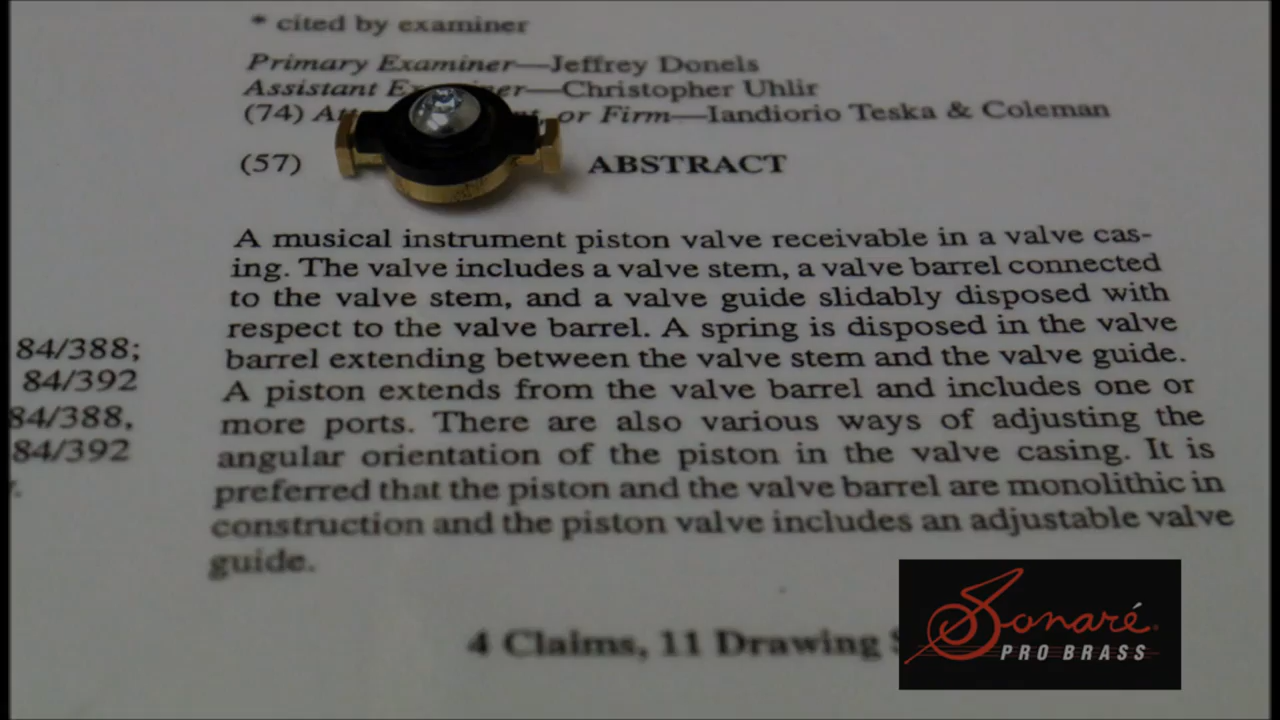 * cited by examiner
Primary Examiner—Jeffrey Donels
Assistant Examiner—Christopher Uhlir
(74) At or Firm—Iandiorio Teska & Coleman
(57) ABSTRACT
A musical instrument piston valve receivable in a valve cas-
ing. The valve includes a valve stem, a valve barrel connected
to the valve stem, and a valve guide slidably disposed with
respect to the valve barrel. A spring is disposed in the valve
barrel extending between the valve stem and the valve guide.
A piston extends from the valve barrel and includes one or
more ports. There are also various ways of adjusting the
angular orientation of the piston in the valve casing. It is
preferred that the piston and the valve barrel are monolithic in
construction and the piston valve includes an adjustable valve
guide.
4 Claims, 11 Drawing S
84/388;
84/392
84/388,
84/392
Sonaré
PRO BRASS